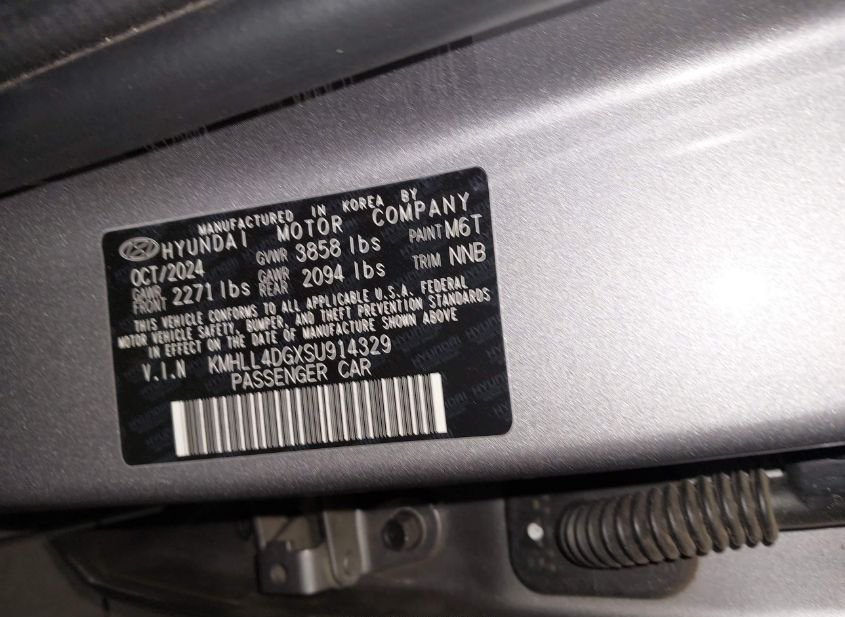 MANUFACTURED IN KOREA BY
HYUNDAI MOTOR COMPANY
OCT/2024 GVWR 3858 lbs PAINT M6T
GAWR FRONT 2271 lbs GAWR REAR 2094 lbs TRIM NNB
THIS VEHICLE CONFORMS TO ALL APPLICABLE U.S.A. FEDERAL
MOTOR VEHICLE SAFETY, BUMPER, AND THEFT PREVENTION STANDARDS
IN EFFECT ON THE DATE OF MANUFACTURE SHOWN ABOVE
V.I.N KMHLL4DGXSU914329
PASSENGER CAR